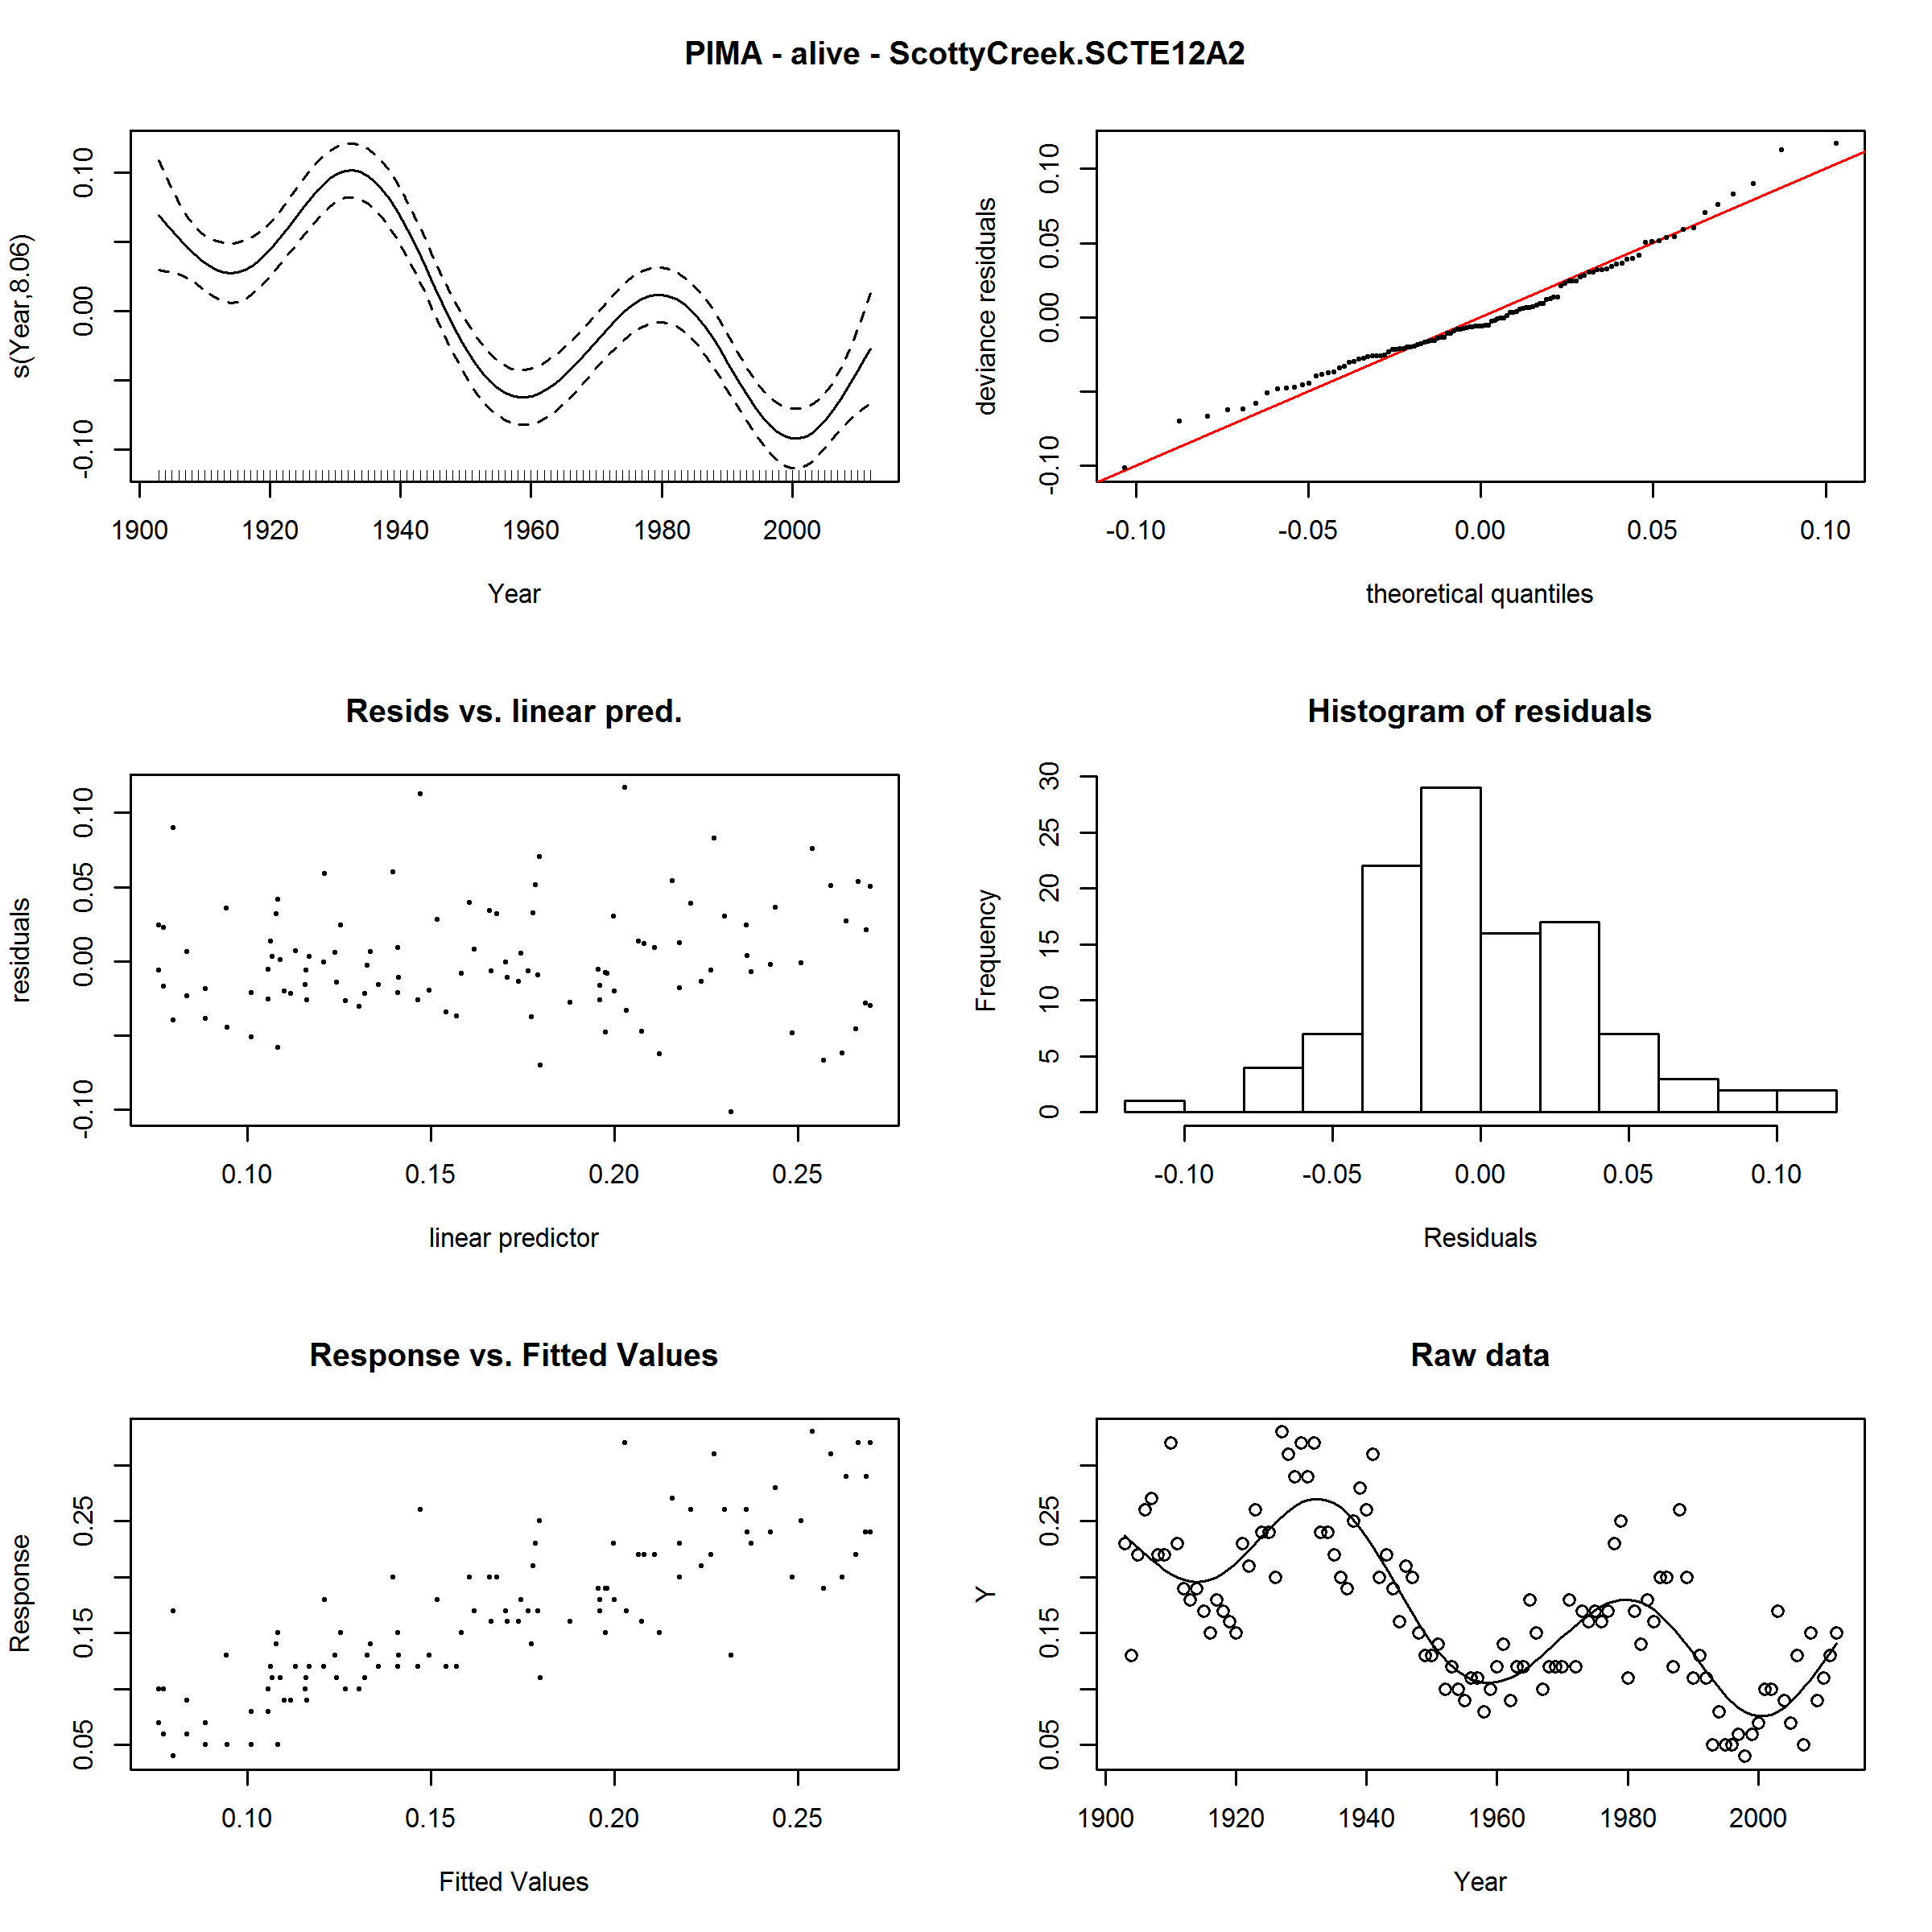 PIMA - alive - ScottyCreek.SCTE12A2
s(Year,8.06)
-0.10 0.00 0.10
1900 1920 1940 1960 1980 2000
Year
deviance residuals
-0.10 0.00 0.05 0.10
-0.10 -0.05 0.00 0.05 0.10
theoretical quantiles
Resids vs. linear pred.
residuals
-0.10 0.00 0.05 0.10
0.10 0.15 0.20 0.25
linear predictor
Histogram of residuals
Frequency
0 5 10 15 20 25 30
-0.10 -0.05 0.00 0.05 0.10
Residuals
Response vs. Fitted Values
Response
0.05 0.15 0.25
0.10 0.15 0.20 0.25
Fitted Values
Raw data
Y
0.05 0.15 0.25
1900 1920 1940 1960 1980 2000
Year